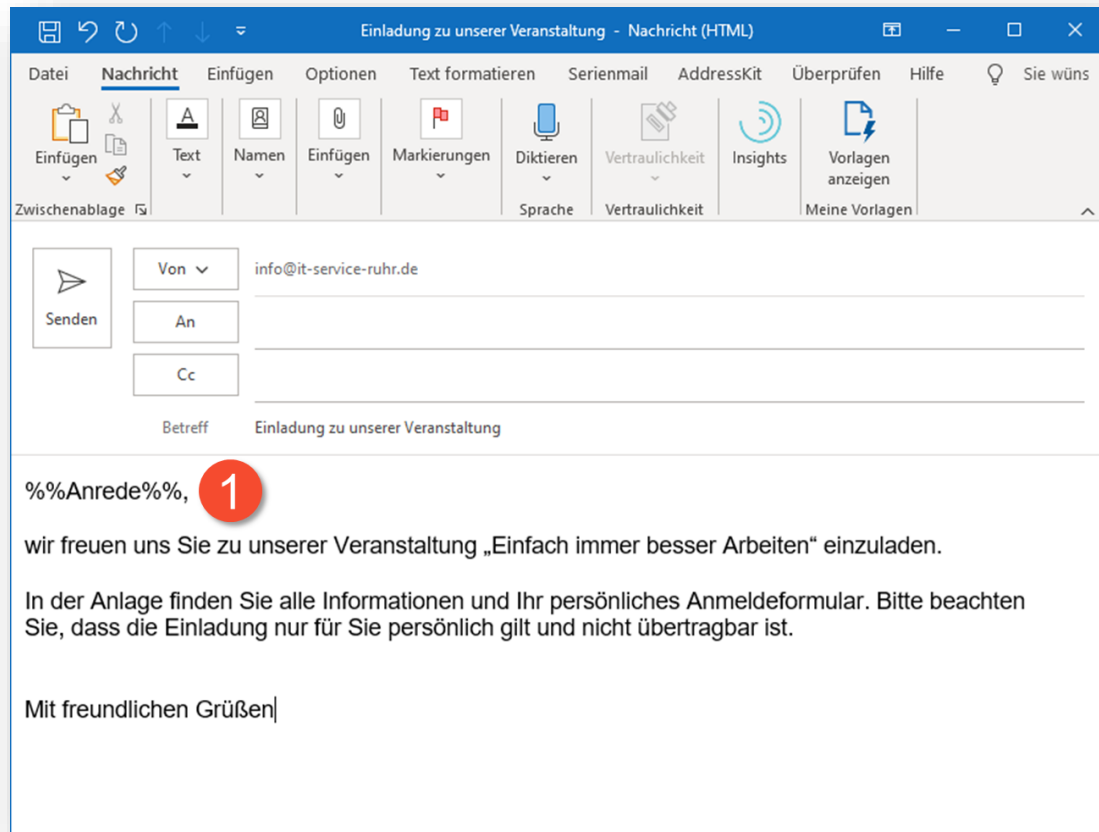 Einladung zu unserer Veranstaltung - Nachricht (HTML)
Datei Nachricht Einfügen Optionen Text formatieren Serienmail AddressKit Überprüfen Hilfe Sie wüns
Einfügen Text Namen Einfügen Markierungen Diktieren Vertraulichkeit Insights Vorlagen
anzeigen
Zwischenablage Sprache Vertraulichkeit Meine Vorlagen
Von info@it-service-ruhr.de
Senden An
Cc
Betreff Einladung zu unserer Veranstaltung
%%Anrede%%, 1
wir freuen uns Sie zu unserer Veranstaltung „Einfach immer besser Arbeiten“ einzuladen.
In der Anlage finden Sie alle Informationen und Ihr persönliches Anmeldeformular. Bitte beachten
Sie, dass die Einladung nur für Sie persönlich gilt und nicht übertragbar ist.
Mit freundlichen Grüßen